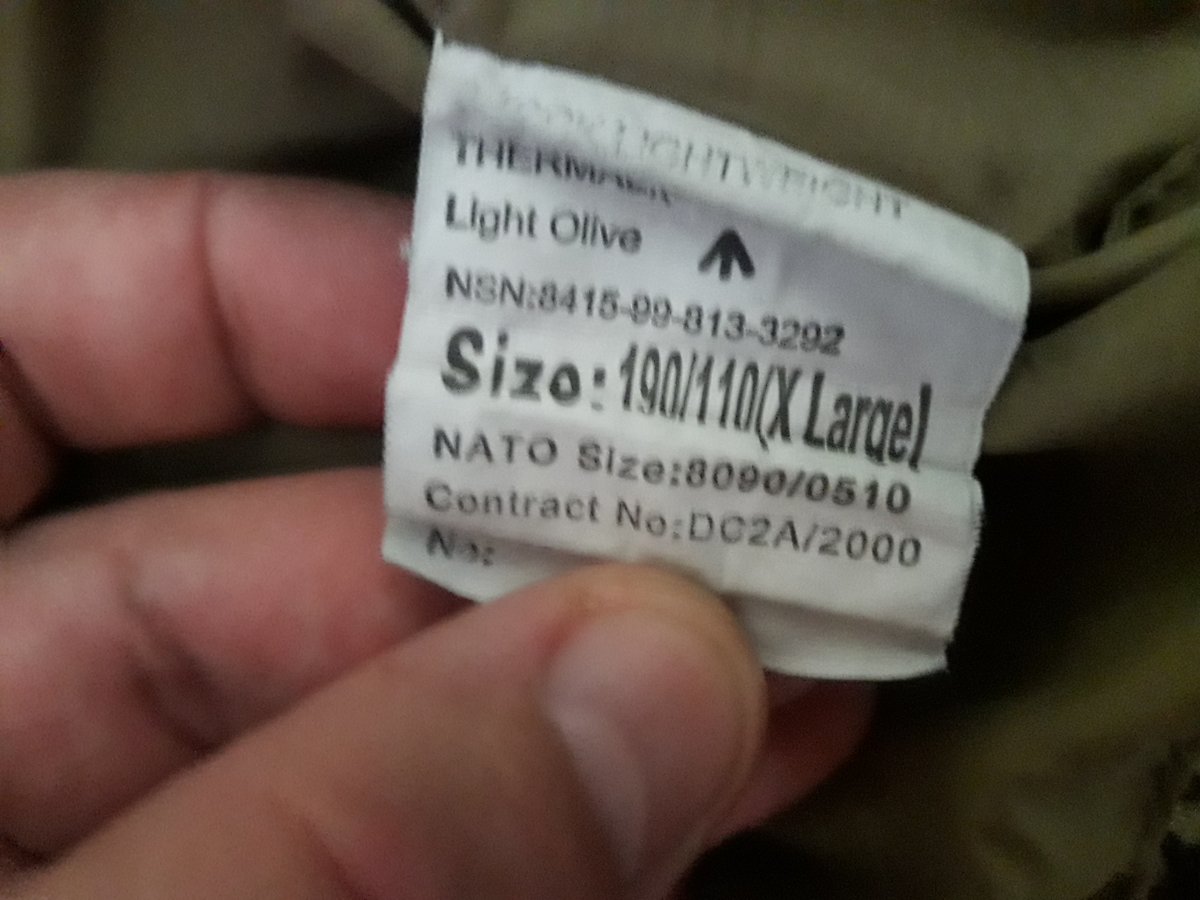 LIGHTWEIGHT
THERMAL
Light Olive
NSN:8415-99-813-3292
Size: 190/110(X Large)
NATO Size:8090/0510
Contract No:DC2A/2000
No: